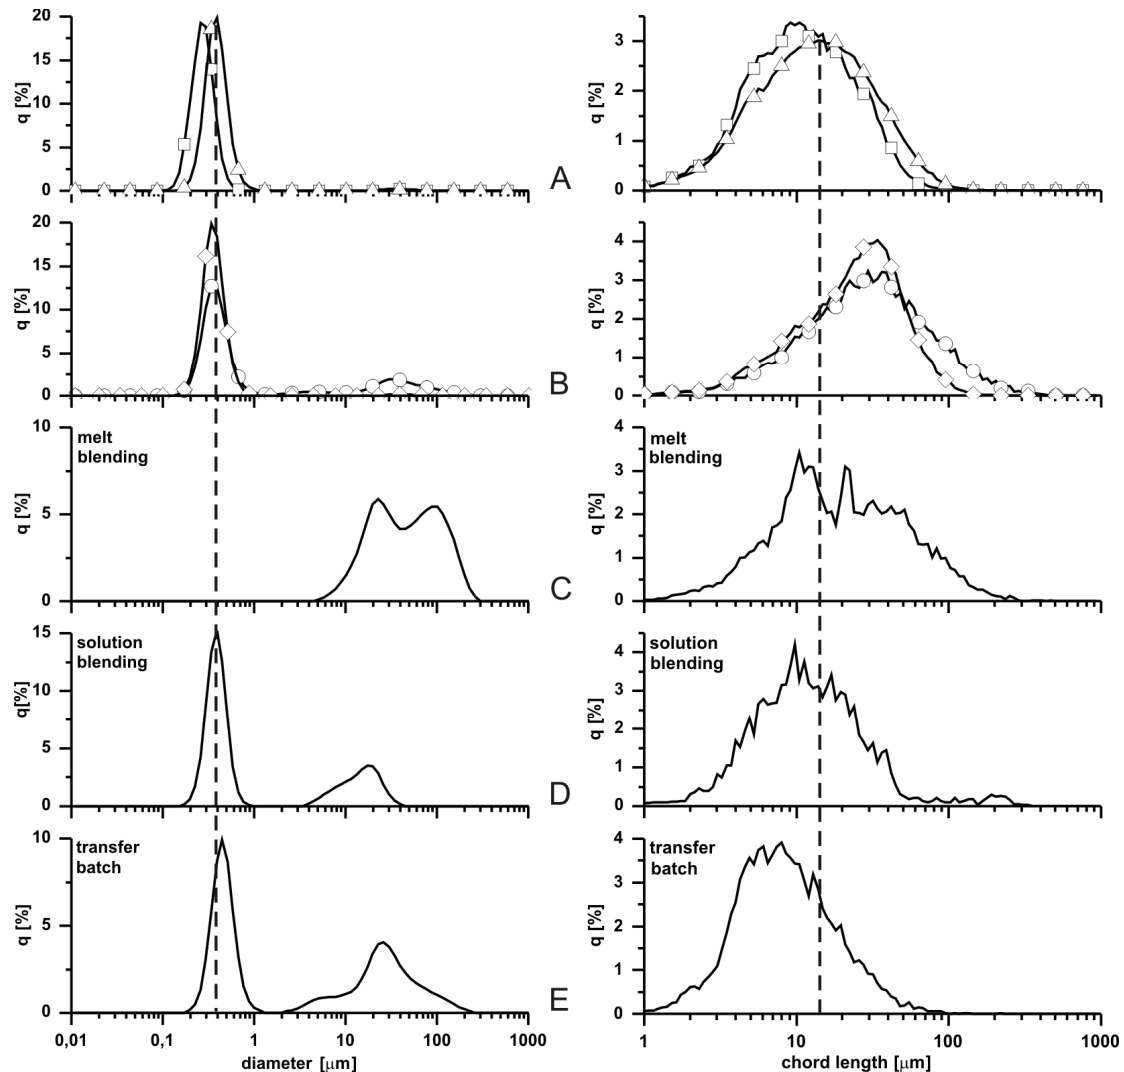 20
15
10
5
0
q [%]
3
2
1
0
q [%]
A
20
15
10
5
0
q [%]
4
3
2
1
0
q [%]
B
10
5
0
q [%]
melt
blending
4
3
2
1
0
q [%]
melt
blending
C
15
10
5
0
q[%]
solution
blending
4
3
2
1
0
q [%]
solution
blending
D
10
5
0
q [%]
transfer
batch
4
3
2
1
0
q [%]
transfer
batch
E
0,01 0,1 1 10 100 1000
diameter [μm]
1 10 100 1000
chord length [μm]